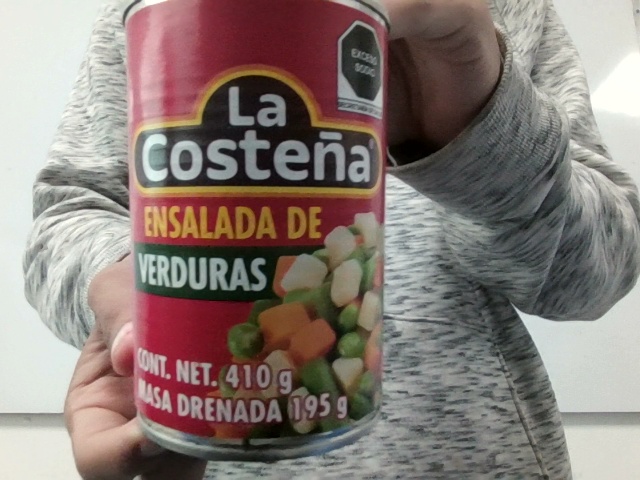 EXCESO
SODIO
La
Costeña
ENSALADA DE
VERDURAS
CONT. NET. 410 g
MASA DRENADA 195 g